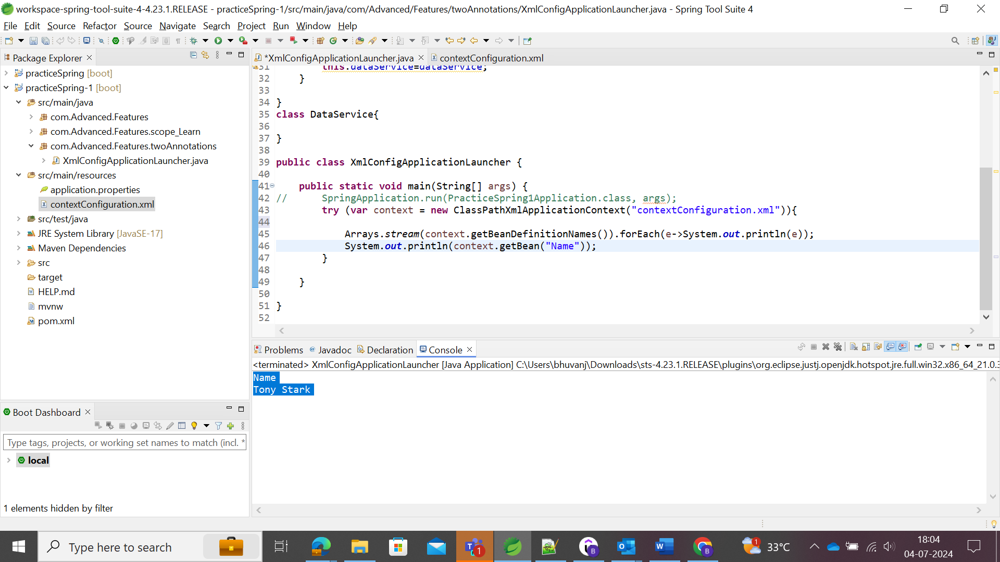 workspace-spring-tool-suite-4-4.23.1.RELEASE - practiceSpring-1/src/main/java/com/Advanced/Features/twoAnnotations/XmlConfigApplicationLauncher.java - Spring Tool Suite 4
File Edit Source Refactor Source Navigate Search Project Run Window Help
Package Explorer
practiceSpring [boot]
practiceSpring-1 [boot]
src/main/java
com.Advanced.Features
com.Advanced.Features.scope_Learn
com.Advanced.Features.twoAnnotations
XmlConfigApplicationLauncher.java
src/main/resources
application.properties
contextConfiguration.xml
src/test/java
JRE System Library [JavaSE-17]
Maven Dependencies
src
target
HELP.md
mvnw
pom.xml
*XmlConfigApplicationLauncher.java contextConfiguration.xml
31 this.dataService=dataService;
32 }
33
34 }
35 class DataService{
36
37 }
38
39 public class XmlConfigApplicationLauncher {
40
41 public static void main(String[] args) {
42 // SpringApplication.run(PracticeSpring1Application.class, args);
43 try (var context = new ClassPathXmlApplicationContext("contextConfiguration.xml")){
44
45 Arrays.stream(context.getBeanDefinitionNames()).forEach(e->System.out.println(e));
46 System.out.println(context.getBean("Name"));
47 }
48
49 }
50
51 }
52
Problems @ Javadoc Declaration Console
<terminated> XmlConfigApplicationLauncher [Java Application] C:\Users\bhuvanj\Downloads\sts-4.23.1.RELEASE\plugins\org.eclipse.justj.openjdk.hotspot.jre.full.win32.x86_64_21.0.3
Name
Tony Stark
Boot Dashboard
Type tags, projects, or working set names to match (incl. *
local
1 elements hidden by filter
Type here to search
1
1
33°C
18:04
04-07-2024